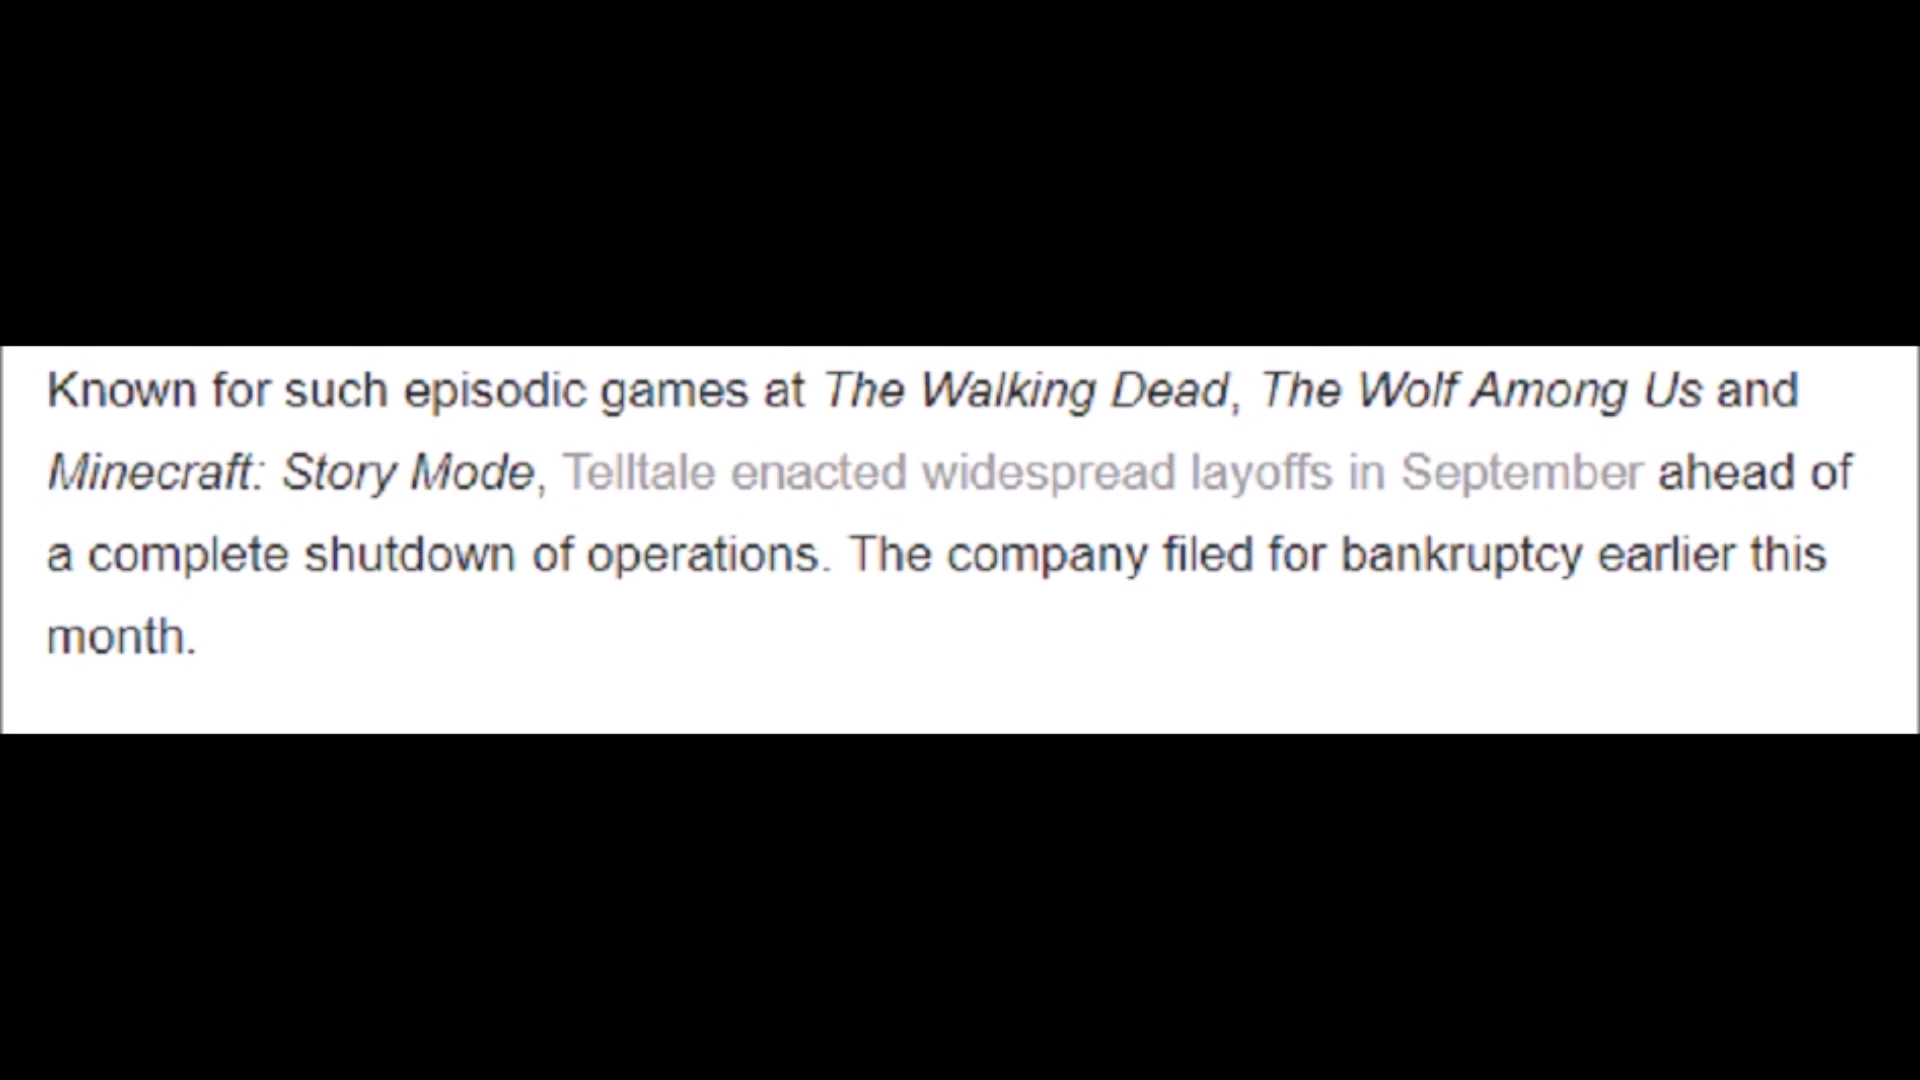 Known for such episodic games at The Walking Dead, The Wolf Among Us and
Minecraft: Story Mode, Telltale enacted widespread layoffs in September ahead of
a complete shutdown of operations. The company filed for bankruptcy earlier this
month.